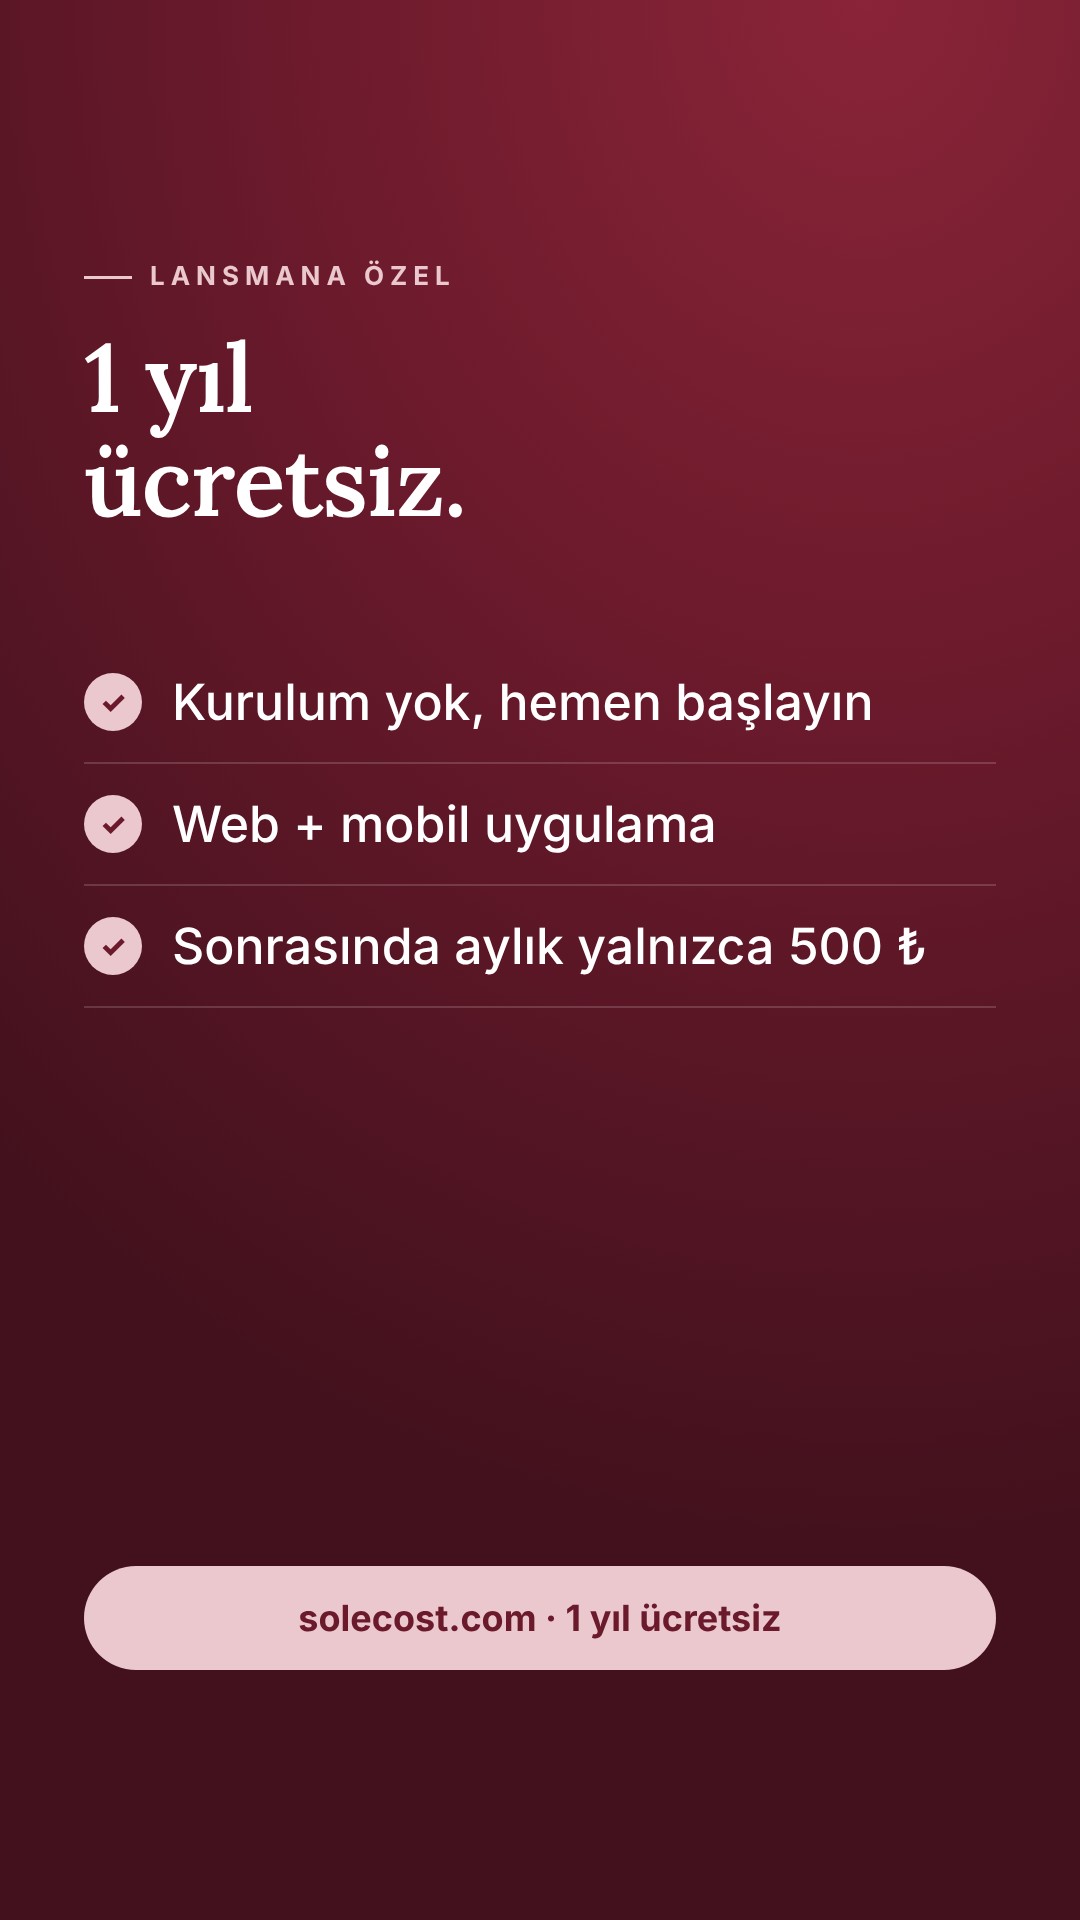 LANSMANA ÖZEL
1 yıl
ücretsiz.
Kurulum yok, hemen başlayın
Web + mobil uygulama
Sonrasında aylık yalnızca 500 ₺
solecost.com · 1 yıl ücretsiz